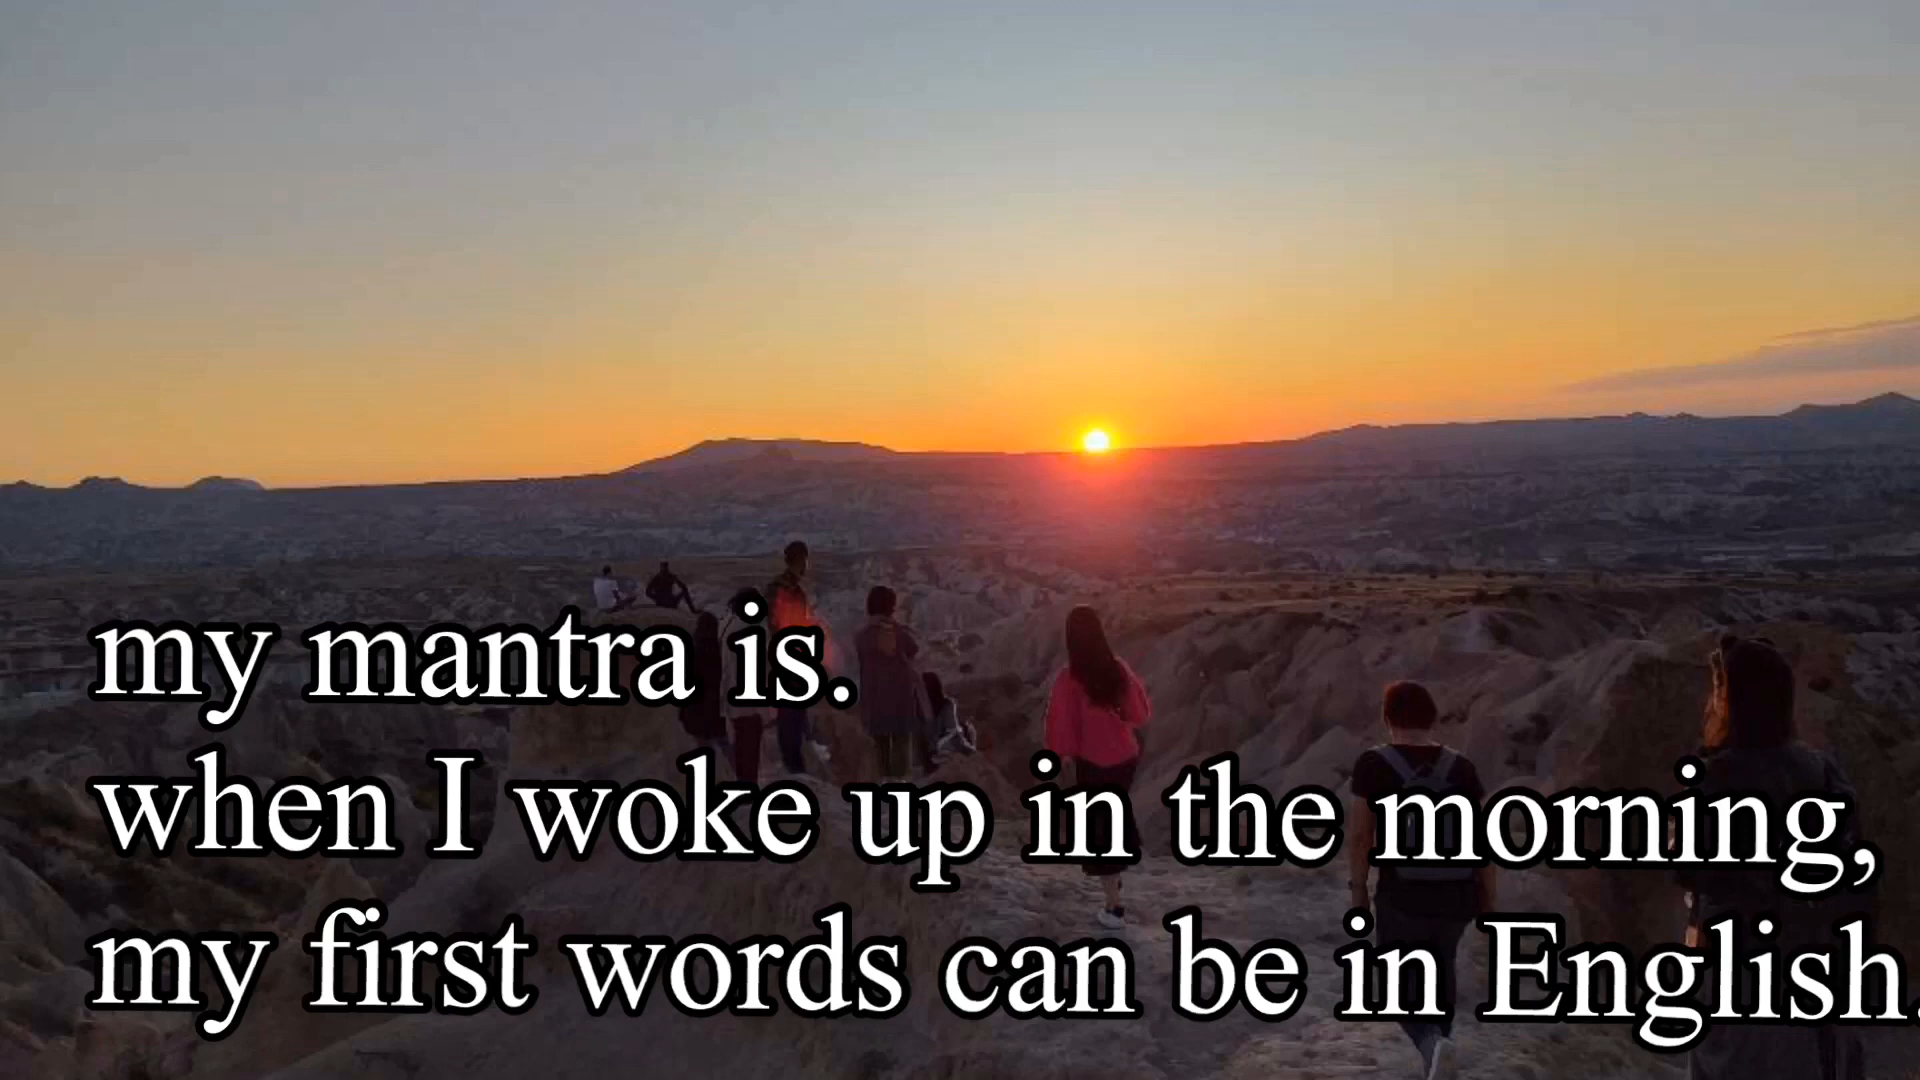 my mantra is.
when I woke up in the morning,
my first words can be in English.